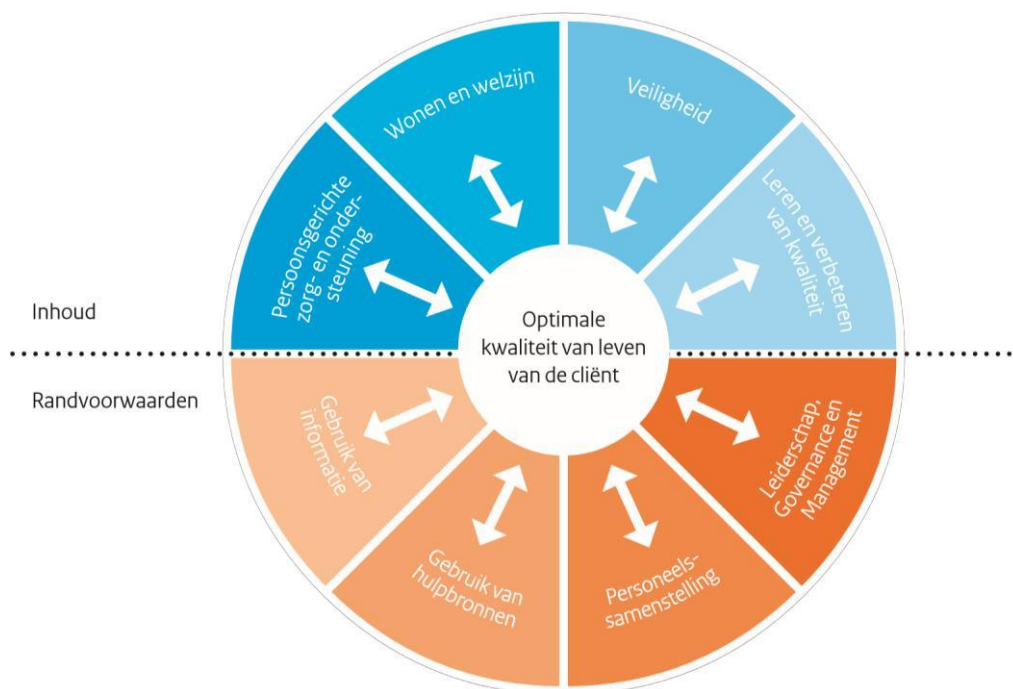 Wonen en welzijn
Veiligheid
Persoonsgerichte
zorg- en onder-
steuning
Leren en verbeteren
van kwaliteit
Inhoud
Optimale
kwaliteit van leven
van de cliënt
Randvoorwaarden
Gebruik van
informatie
Leiderschap,
Governance en
Management
Gebruik van
hulpbronnen
Personeels-
samenstelling